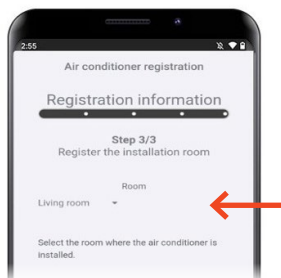 2:55
Air conditioner registration
Registration information
Step 3/3
Register the installation room
Room
Living room
Select the room where the air conditioner is
installed.